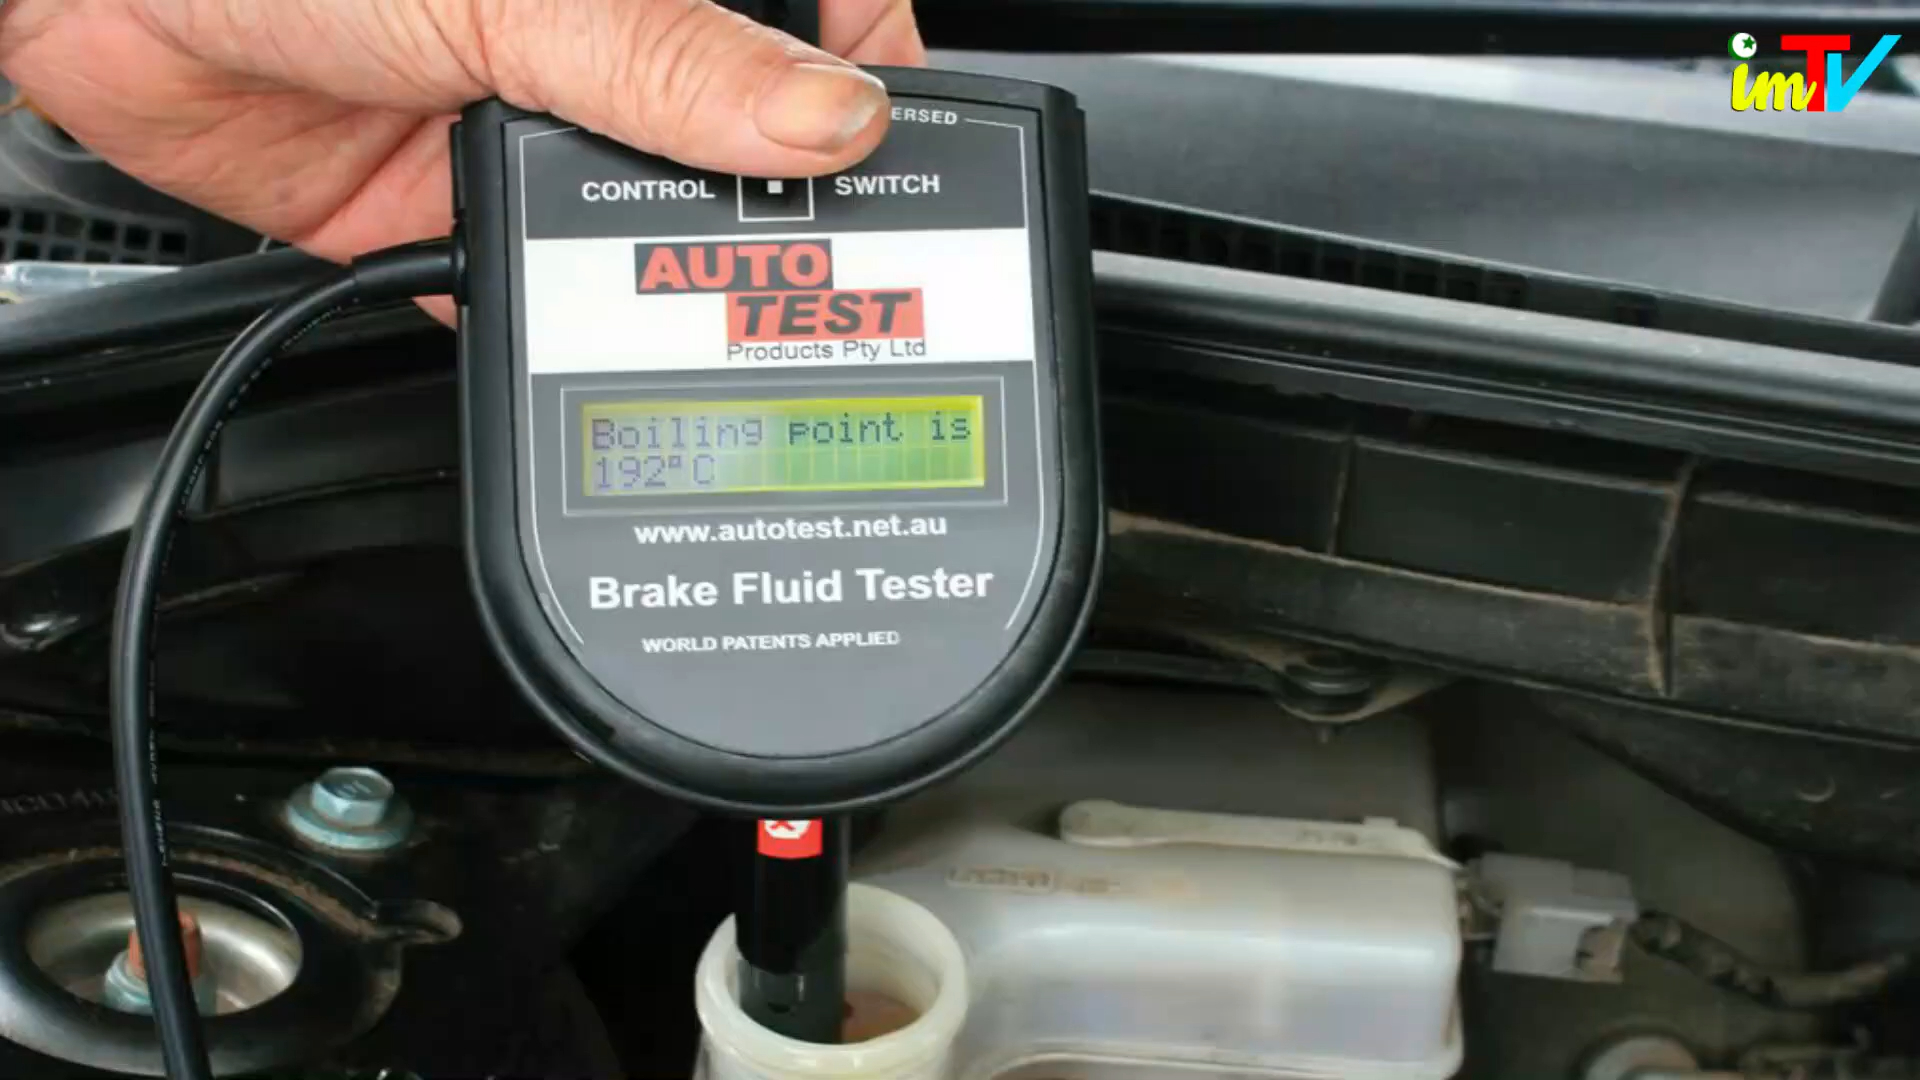 imTV
ERSED
CONTROL SWITCH
AUTO
TEST
Products Pty Ltd
Boiling point is
192°C
www.autotest.net.au
Brake Fluid Tester
WORLD PATENTS APPLIED